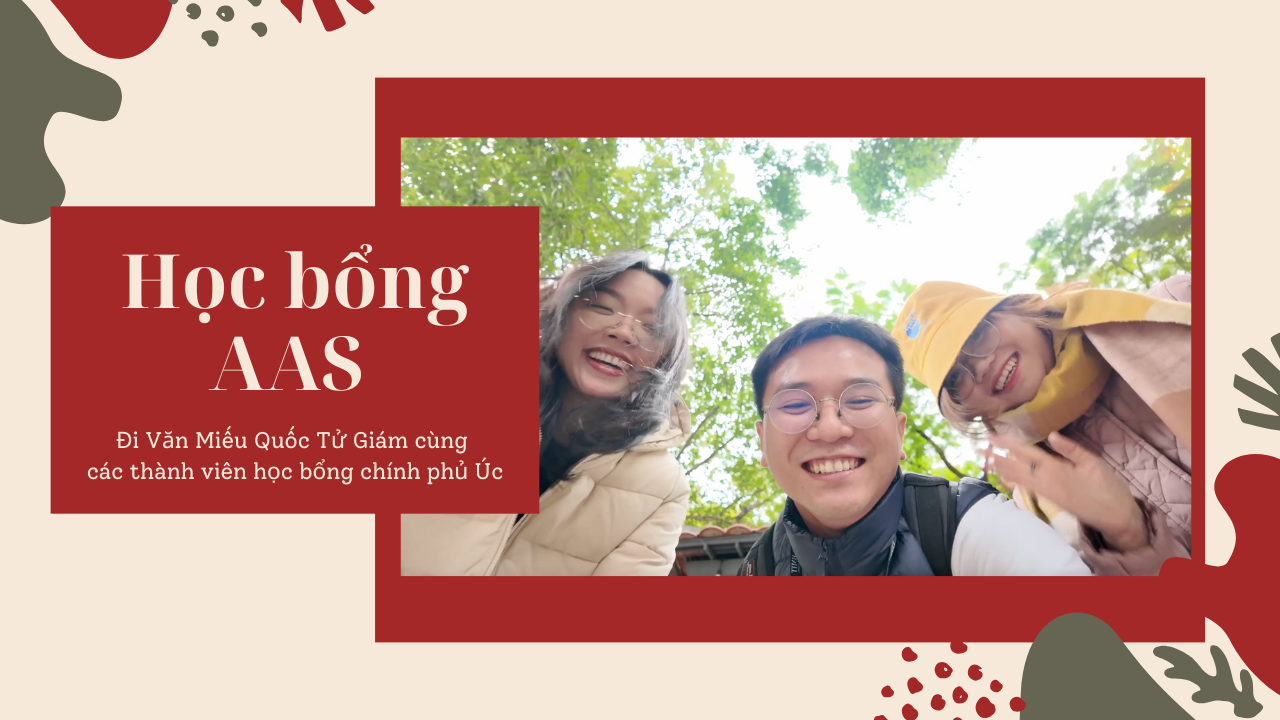 Học bổng
AAS
Đi Văn Miếu Quốc Tử Giám cùng
các thành viên học bổng chính phủ Úc